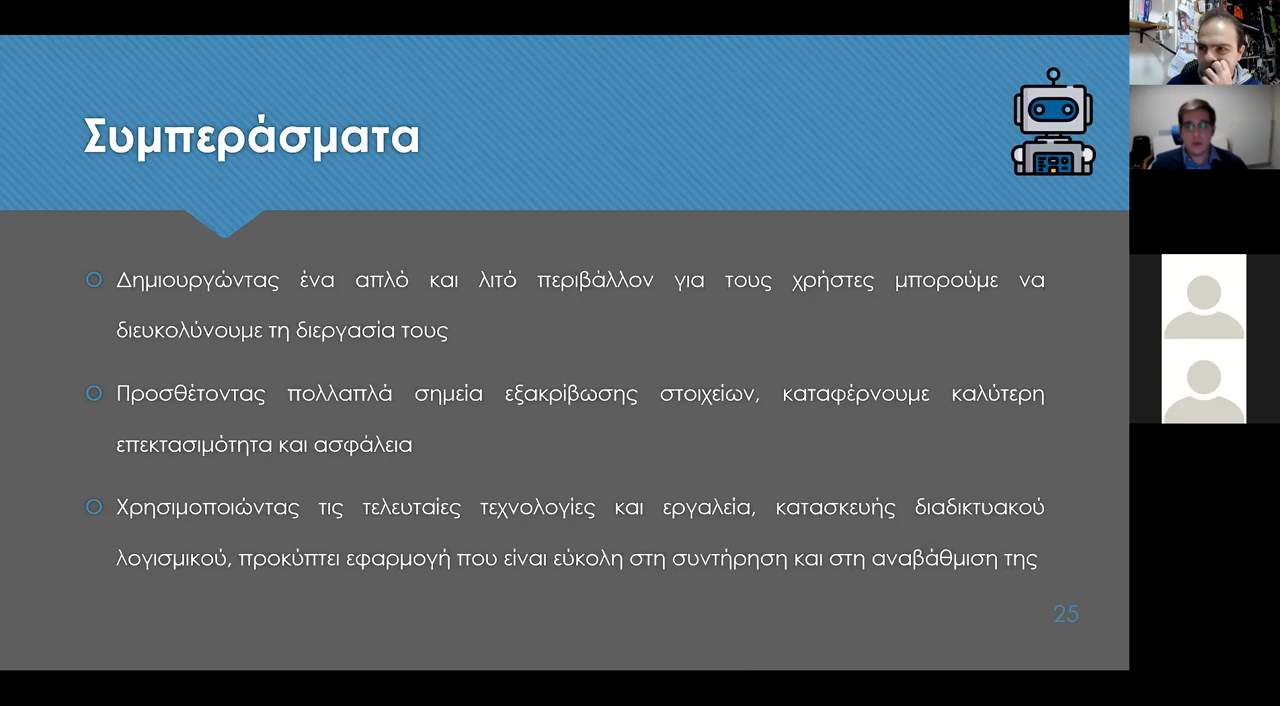 Συμπεράσματα
Δημιουργώντας ένα απλό και λιτό περιβάλλον για τους χρήστες μπορούμε να
διευκολύνουμε τη διεργασία τους
Προσθέτοντας πολλαπλά σημεία εξακρίβωσης στοιχείων, καταφέρνουμε καλύτερη
επεκτασιμότητα και ασφάλεια
Χρησιμοποιώντας τις τελευταίες τεχνολογίες και εργαλεία, κατασκευής διαδικτυακού
λογισμικού, προκύπτει εφαρμογή που είναι εύκολη στη συντήρηση και στη αναβάθμιση της
25